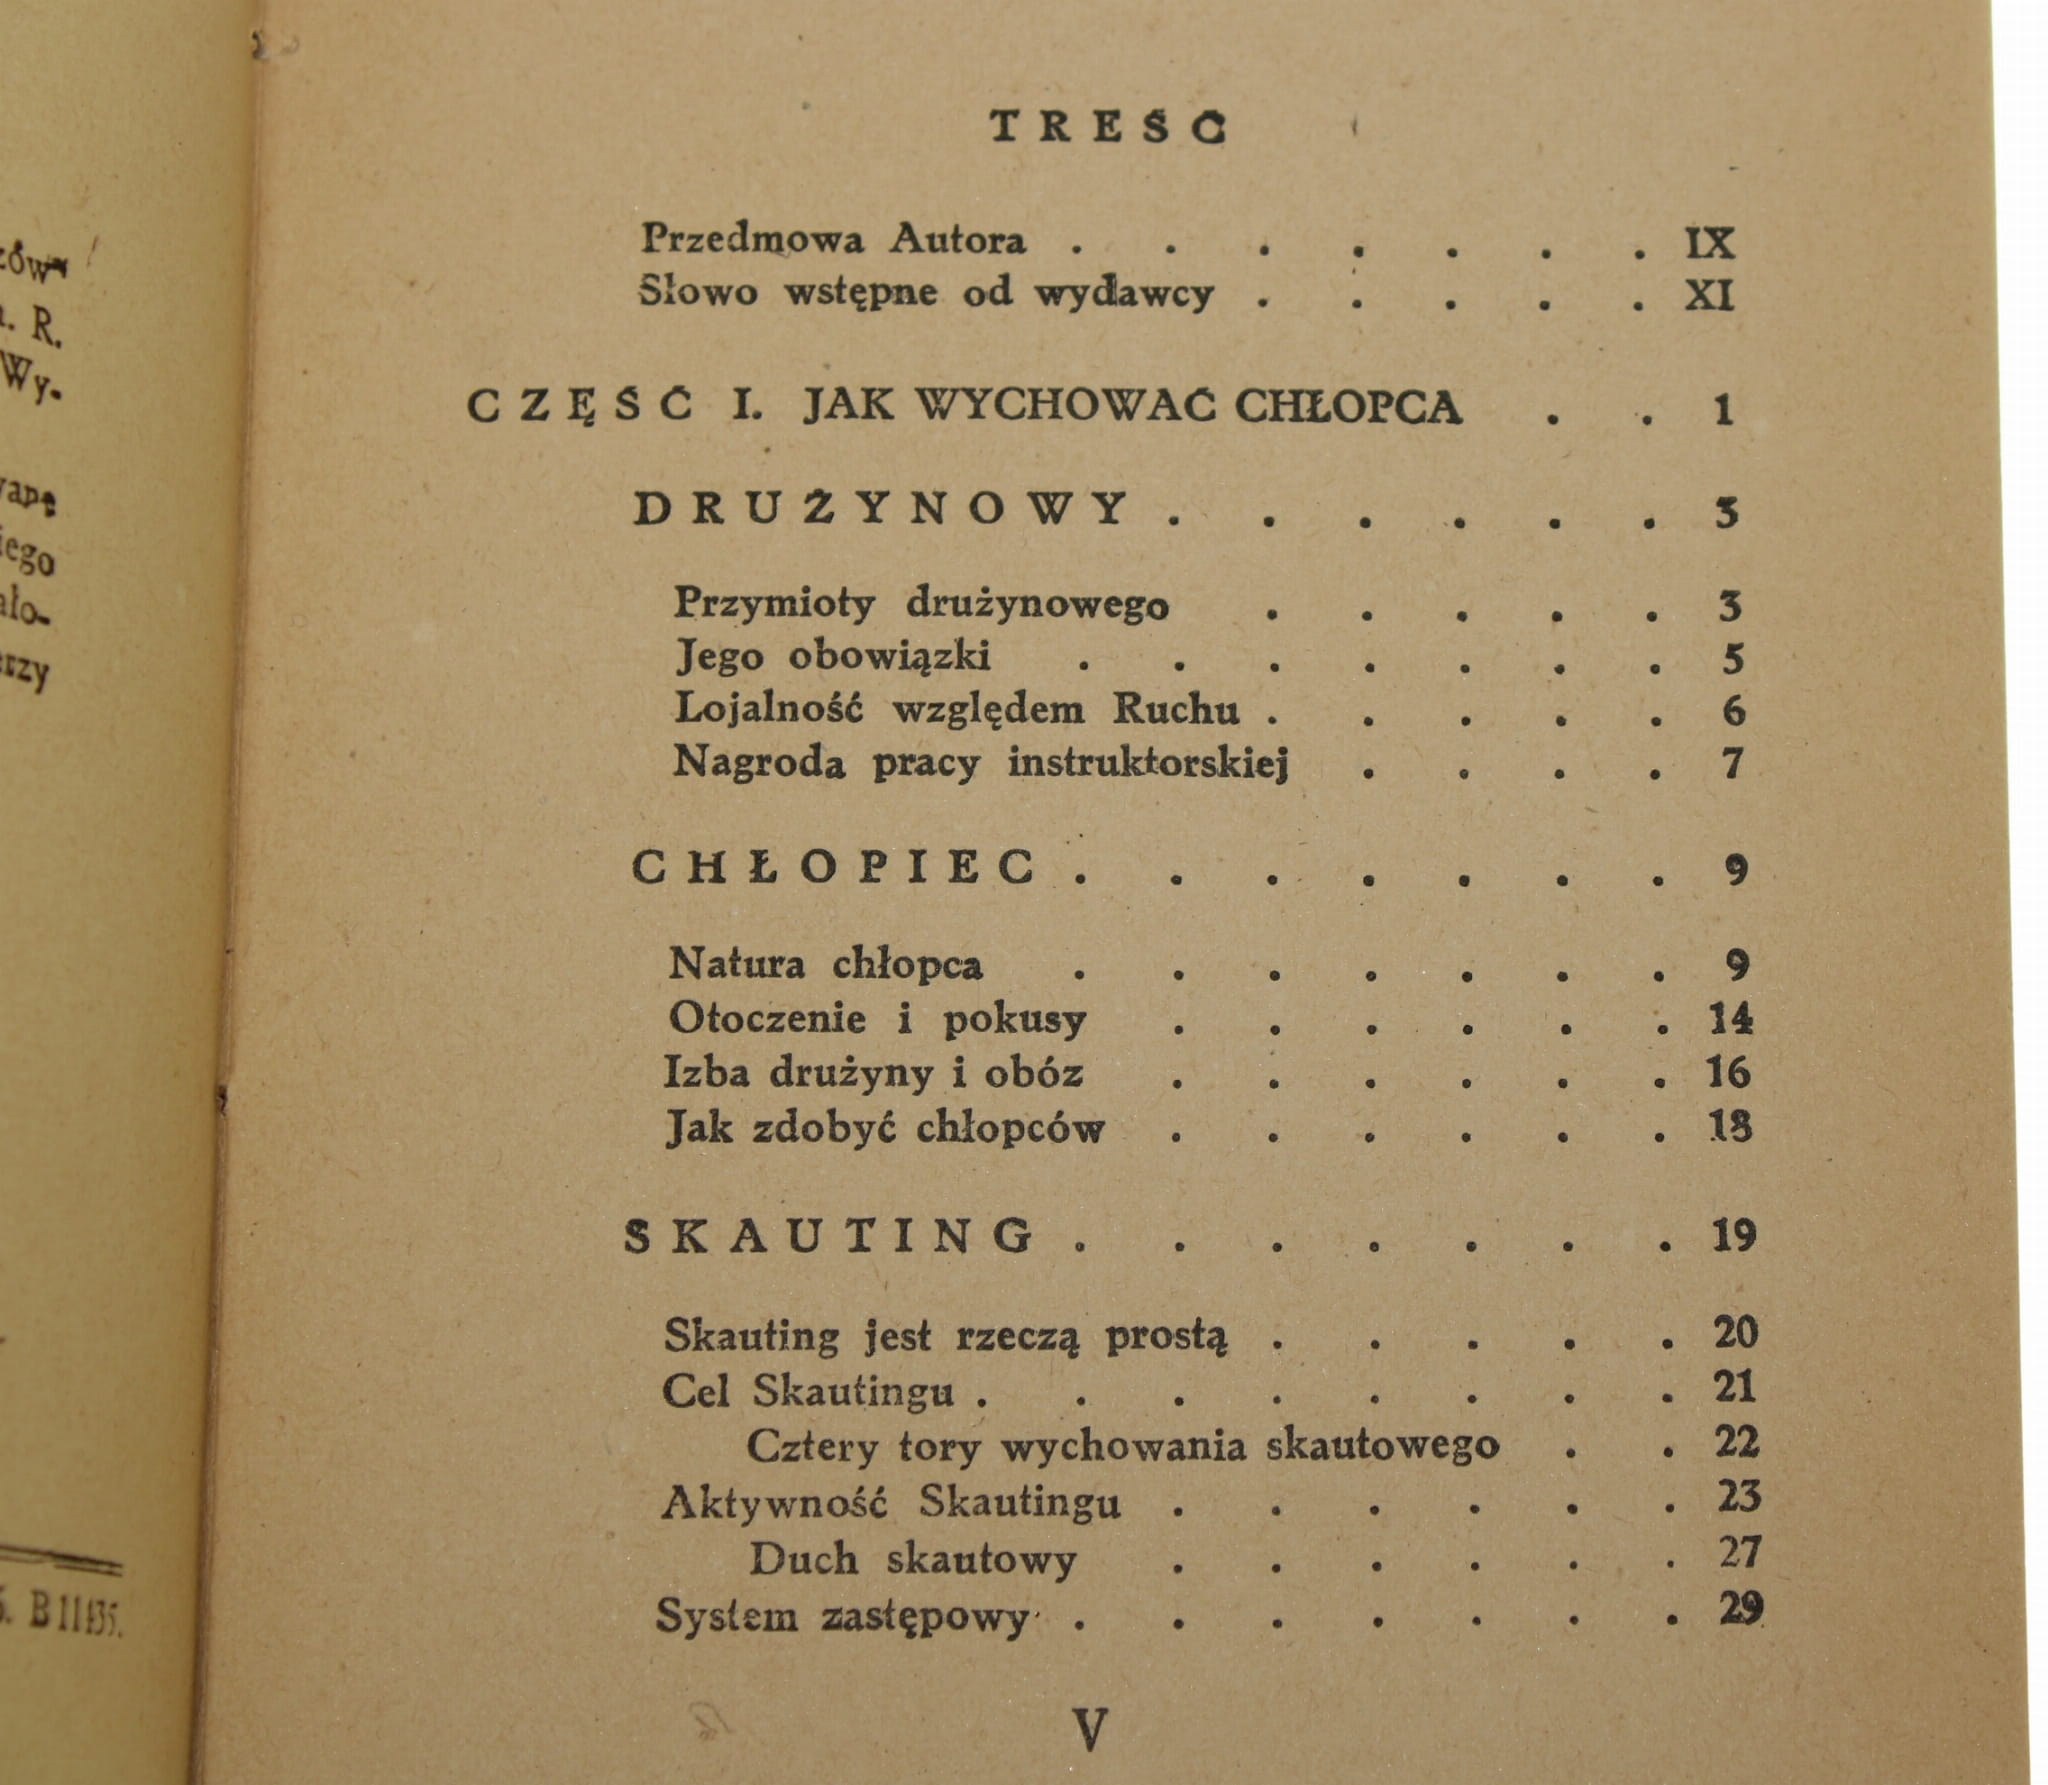 R.
Wy-
iego
B 11435.
TREŚĆ
Przedmowa Autora . . . . . . . IX
Słowo wstępne od wydawcy . . . . . XI
CZĘŚĆ I. JAK WYCHOWAĆ CHŁOPCA . . 1
DRUŻYNOWY . . . . . . 3
Przymioty drużynowego . . . . . 3
Jego obowiązki . . . . . . . 5
Lojalność względem Ruchu . . . . . 6
Nagroda pracy instruktorskiej . . . . 7
CHŁOPIEC . . . . . . . 9
Natura chłopca . . . . . . . 9
Otoczenie i pokusy . . . . . . 14
Izba drużyny i obóz . . . . . . 16
Jak zdobyć chłopców . . . . . . 18
SKAUTING . . . . . . . 19
Skauting jest rzeczą prostą . . . . . 20
Cel Skautingu . . . . . . . . 21
Cztery tory wychowania skautowego . . 22
Aktywność Skautingu . . . . . . 23
Duch skautowy . . . . . . 27
System zastępowy . . . . . . . 29
V